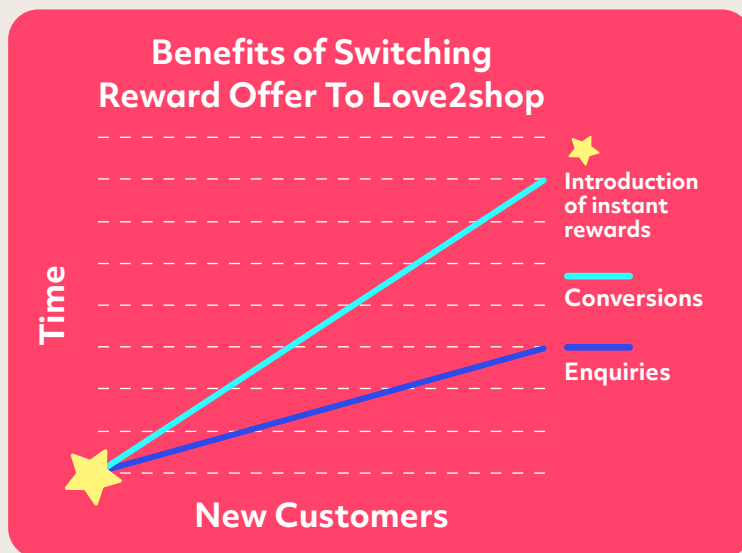 Benefits of Switching
Reward Offer To Love2shop
Introduction
of instant
rewards
Conversions
Enquiries
Time
New Customers